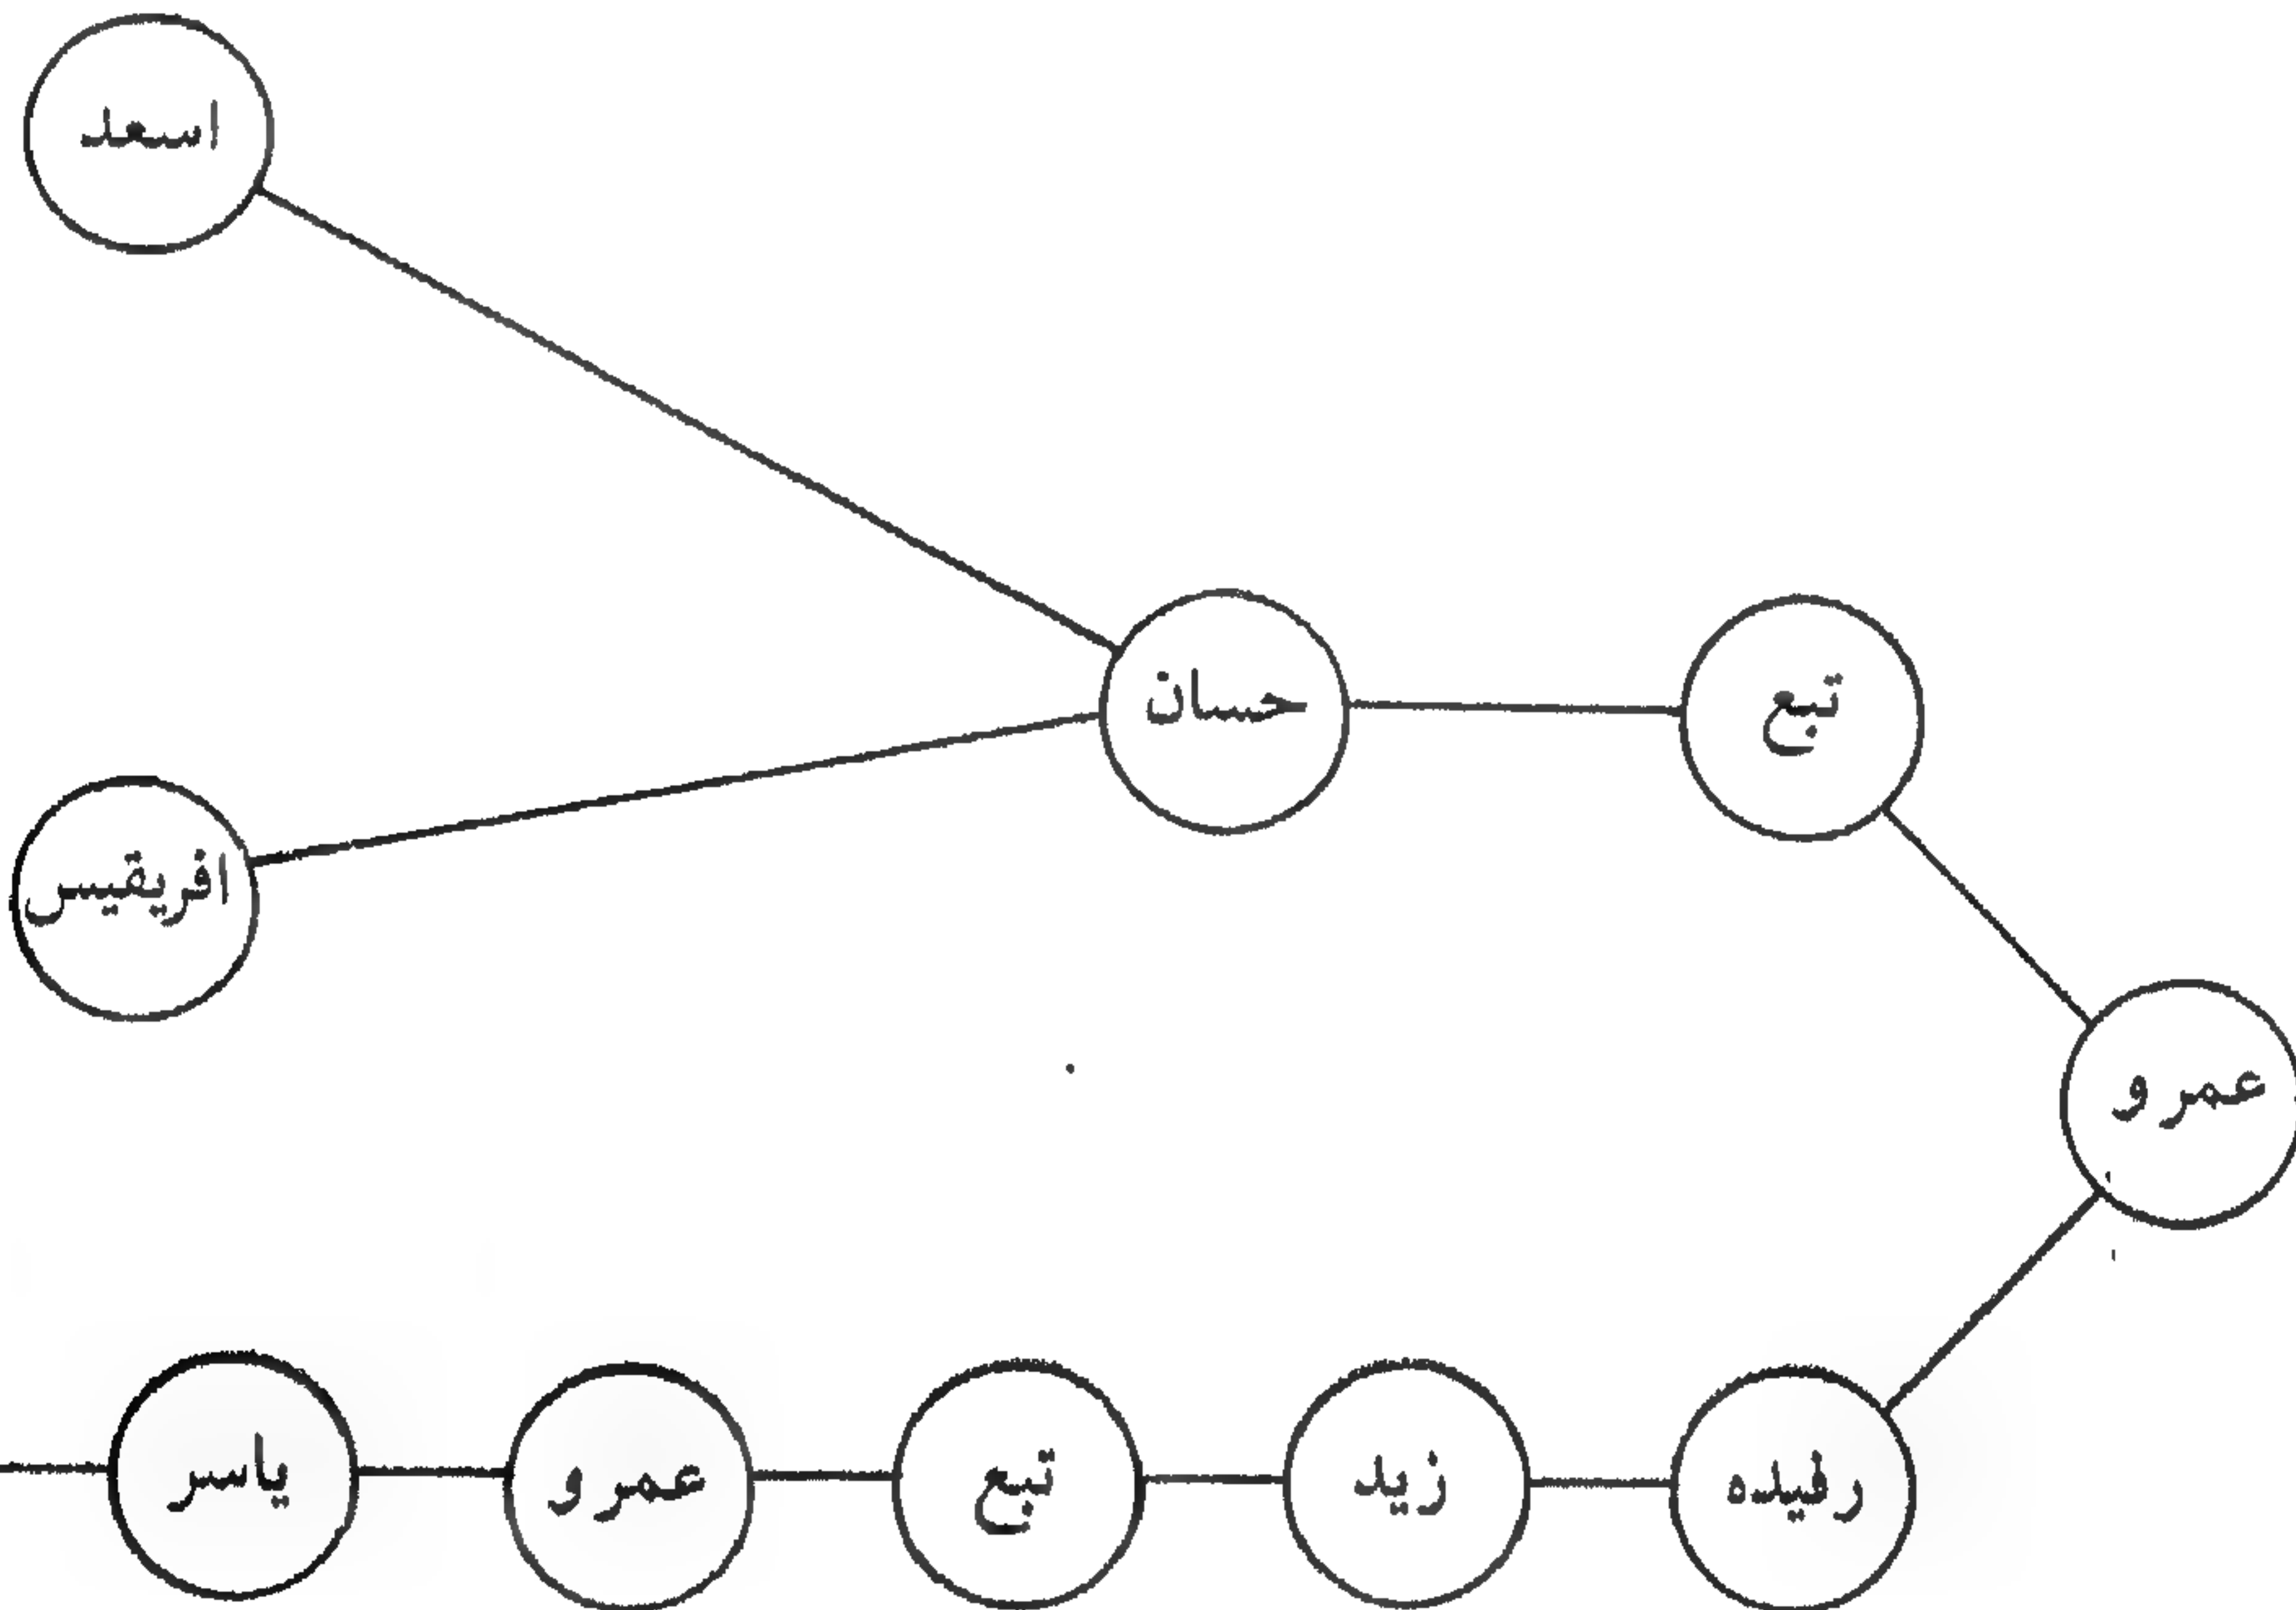 اسعد
تبع
حسان
افريقيس
عمرو
رفيده
زيد
تبع
عمرو
ياسر